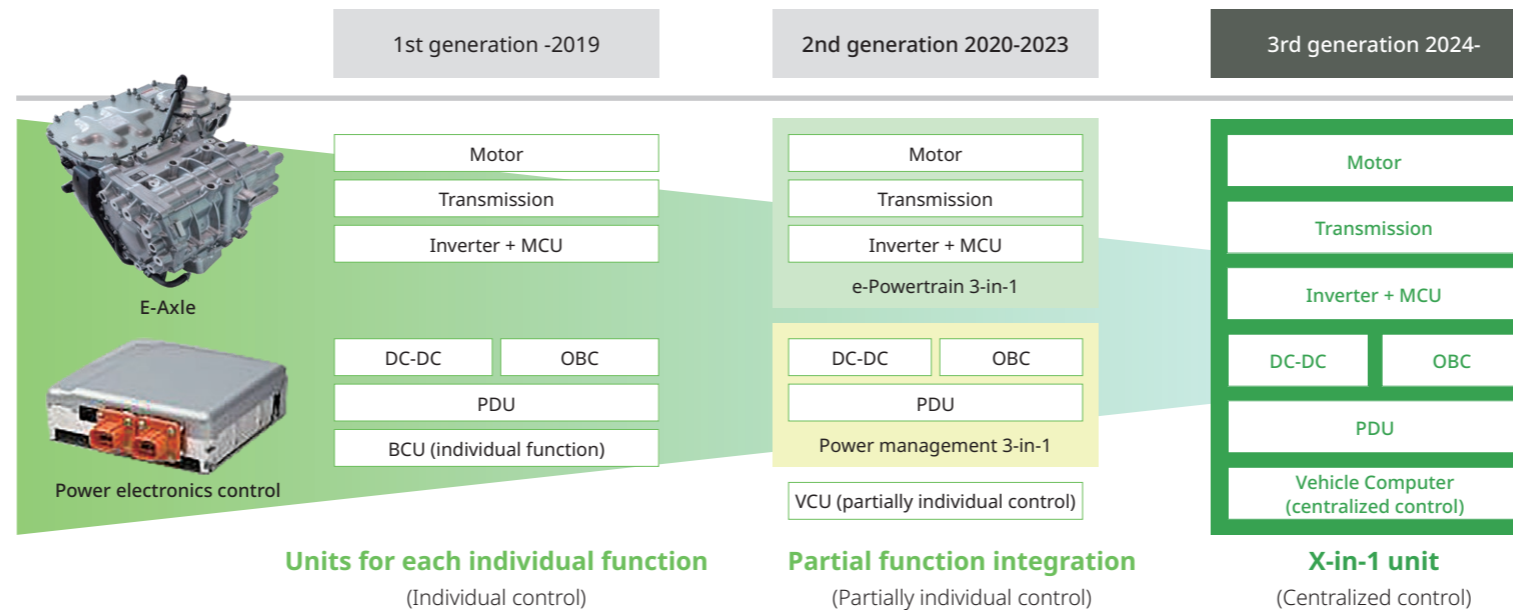 1st generation -2019
2nd generation 2020-2023
3rd generation 2024-
E-Axle
Power electronics control
Motor
Transmission
Inverter + MCU
DC-DC
OBC
PDU
BCU (individual function)
Units for each individual function
(Individual control)
Motor
Transmission
Inverter + MCU
e-Powertrain 3-in-1
DC-DC
OBC
PDU
Power management 3-in-1
VCU (partially individual control)
Partial function integration
(Partially individual control)
Motor
Transmission
Inverter + MCU
DC-DC
OBC
PDU
Vehicle Computer
(centralized control)
X-in-1 unit
(Centralized control)